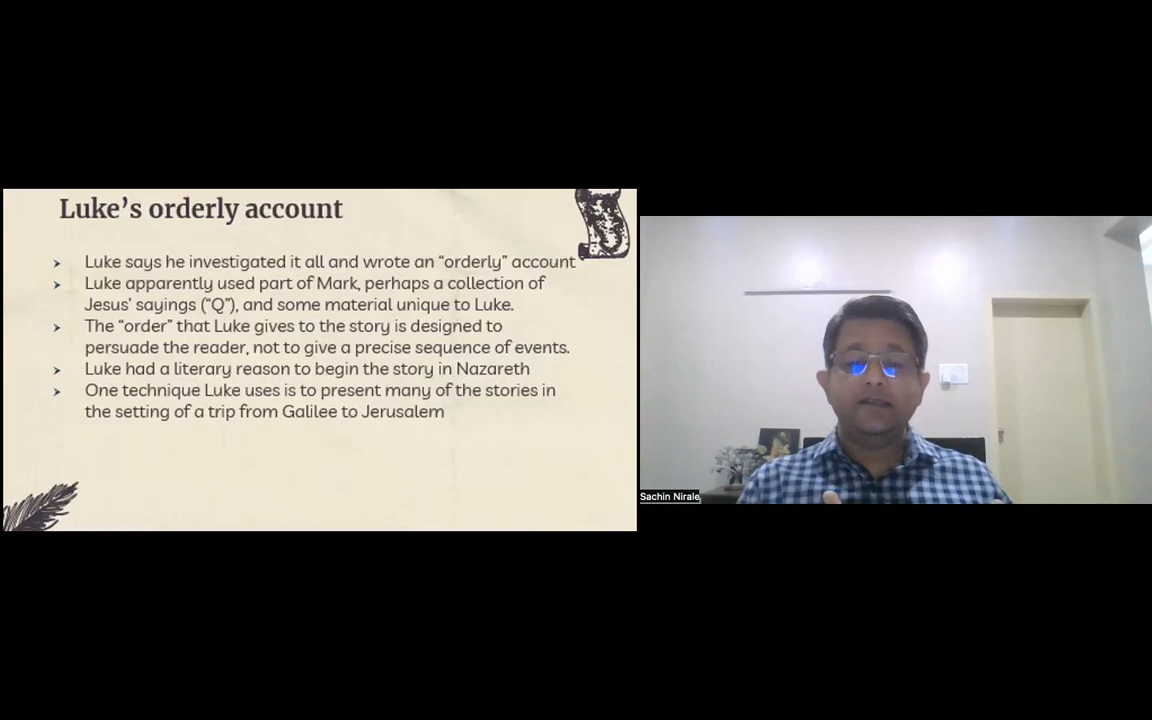 Luke’s orderly account
➤ Luke says he investigated it all and wrote an “orderly” account
➤ Luke apparently used part of Mark, perhaps a collection of
Jesus’ sayings (“Q”), and some material unique to Luke.
➤ The “order” that Luke gives to the story is designed to
persuade the reader, not to give a precise sequence of events.
➤ Luke had a literary reason to begin the story in Nazareth
➤ One technique Luke uses is to present many of the stories in
the setting of a trip from Galilee to Jerusalem
Sachin Nirale